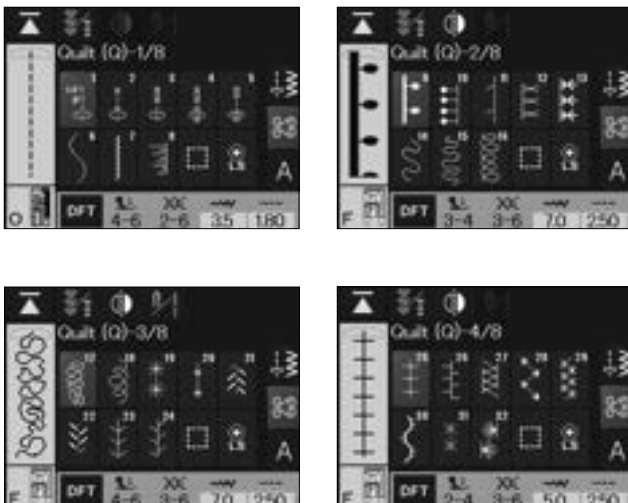 Quilt (Q)-1/8
1 2 3 4 5
6 7 8
A
O DFT 4-6 2-6 3.5 1.80
Quilt (Q)-2/8
9 10 11 12 13
14 15 16
A
F DFT 3-4 3-6 7.0 2.50
Quilt (Q)-3/8
19 20 21
22 23 24
A
F DFT 4-6 3-6 7.0 2.50
Quilt (Q)-4/8
25 26 27 28 29
30 31 32
A
F DFT 2-4 3-6 5.0 2.50